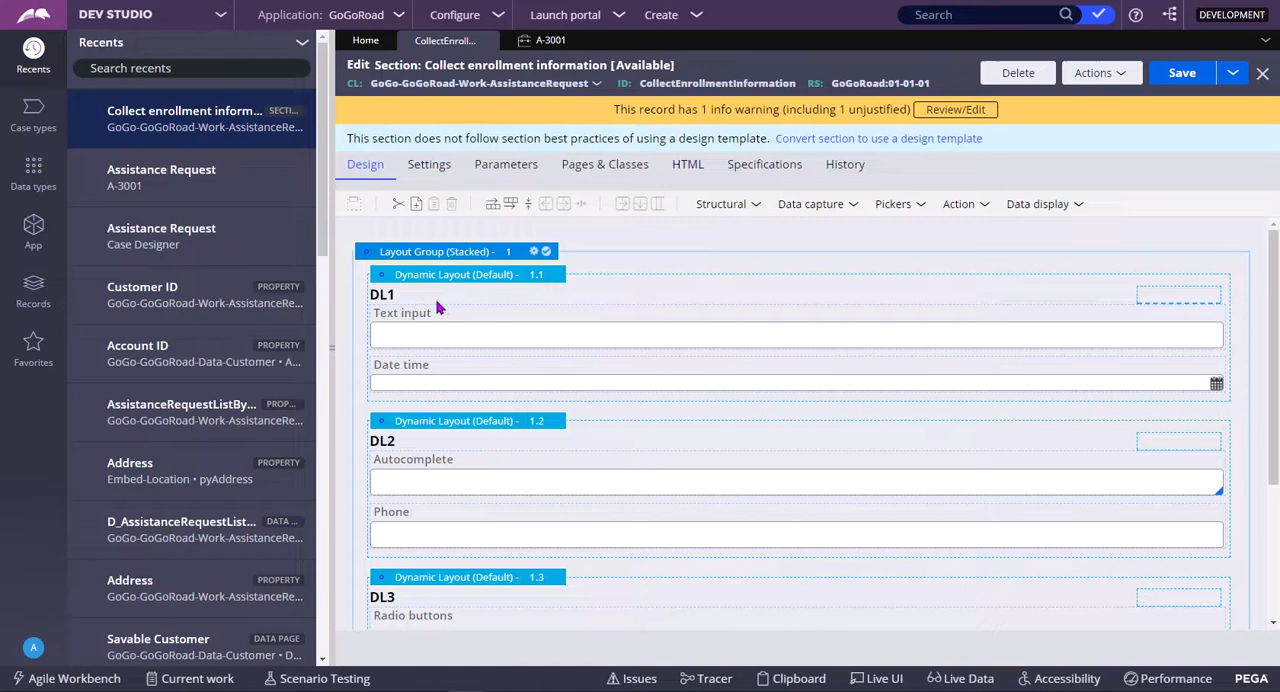 DEV STUDIO
Application: GoGoRoad
Configure
Launch portal
Create
Search
DEVELOPMENT
Recents
Case types
Data types
App
Records
Favorites
A
Recents
Search recents
Collect enrollment inform... SECTI...
GoGo-GoGoRoad-Work-AssistanceRe...
Assistance Request
A-3001
Assistance Request
Case Designer
Customer ID PROPERTY
GoGo-GoGoRoad-Work-AssistanceRe...
Account ID PROPERTY
GoGo-GoGoRoad-Data-Customer • A...
AssistanceRequestListBy... PROP...
GoGo-GoGoRoad-Work-AssistanceRe...
Address PROPERTY
Embed-Location • pyAddress
D_AssistanceRequestList... DATA ...
GoGo-GoGoRoad-Work-AssistanceRe...
Address PROPERTY
GoGo-GoGoRoad-Work-AssistanceRe...
Savable Customer DATA PAGE
GoGo-GoGoRoad-Data-Customer • D...
Home
CollectEnroll...
A-3001
Edit Section: Collect enrollment information [Available]
CL: GoGo-GoGoRoad-Work-AssistanceRequest ID: CollectEnrollmentInformation RS: GoGoRoad:01-01-01
Delete
Actions
Save
This record has 1 info warning (including 1 unjustified) Review/Edit
This section does not follow section best practices of using a design template. Convert section to use a design template
Design Settings Parameters Pages & Classes HTML Specifications History
Structural Data capture Pickers Action Data display
Layout Group (Stacked) - 1
Dynamic Layout (Default) - 1.1
DL1
Text input
Date time
Dynamic Layout (Default) - 1.2
DL2
Autocomplete
Phone
Dynamic Layout (Default) - 1.3
DL3
Radio buttons
Agile Workbench Current work Scenario Testing Issues Tracer Clipboard Live UI Live Data Accessibility Performance PEGA